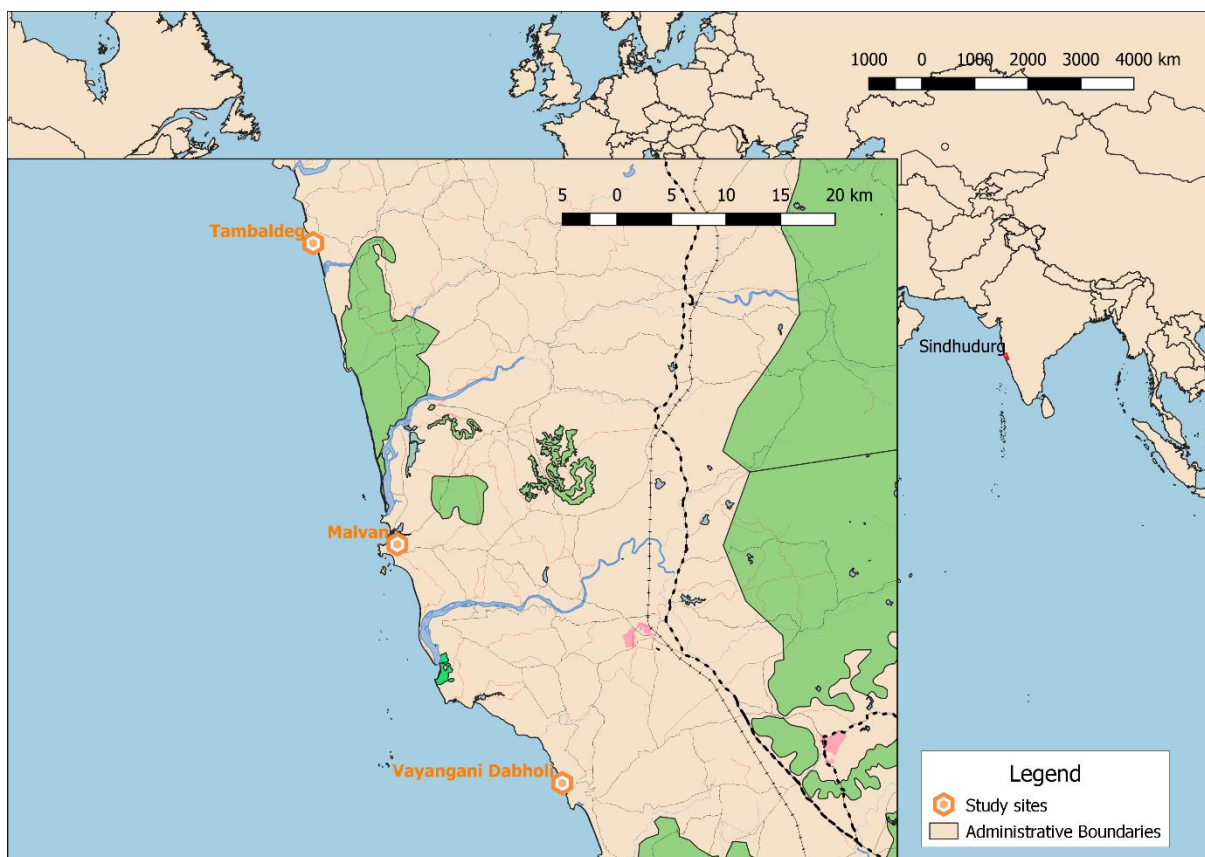 1000 0 1000 2000 3000 4000 km
5 0 5 10 15 20 km
Tambaldeg
Sindhudurg
Malvan
Vayangani Dabholi
Legend
Study sites
Administrative Boundaries